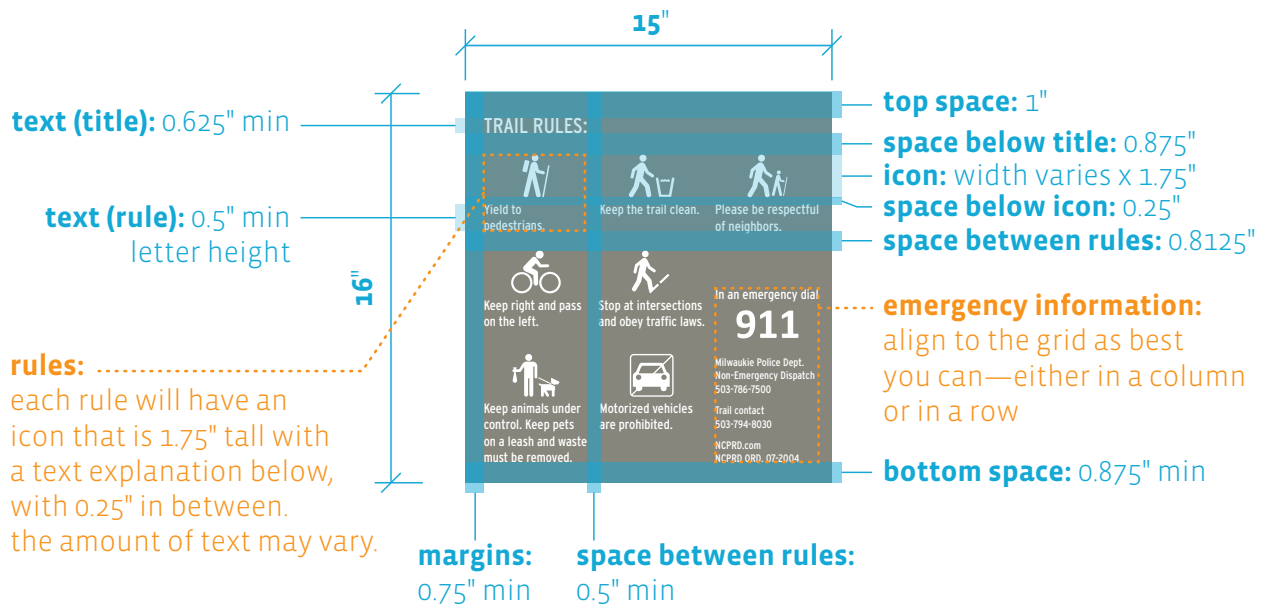 15"
text (title): 0.625" min
text (rule): 0.5" min
letter height
16"
rules:
each rule will have an
icon that is 1.75" tall with
a text explanation below,
with 0.25" in between.
the amount of text may vary.
TRAIL RULES:
Yield to
pedestrians.
Keep the trail clean.
Please be respectful
of neighbors.
Keep right and pass
on the left.
Stop at intersections
and obey traffic laws.
Keep animals under
control. Keep pets
on a leash and waste
must be removed.
Motorized vehicles
are prohibited.
In an emergency dial
911
Milwaukie Police Dept.
Non-Emergency Dispatch
503-786-7500
Trail contact
503-794-8030
NCPRD.com
NCPRD ORD. 07-2004
top space: 1"
space below title: 0.875"
icon: width varies x 1.75"
space below icon: 0.25"
space between rules: 0.8125"
emergency information:
align to the grid as best
you can—either in a column
or in a row
bottom space: 0.875" min
margins:
0.75" min
space between rules:
0.5" min